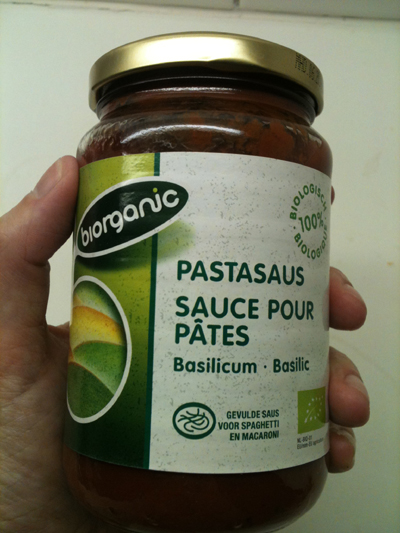 biorganic
BIOLOGISCH
100%
BIOLOGIQUE
PASTASAUS
SAUCE POUR
PÂTES
Basilicum · Basilic
GEVULDE SAUS
VOOR SPAGHETTI
EN MACARONI